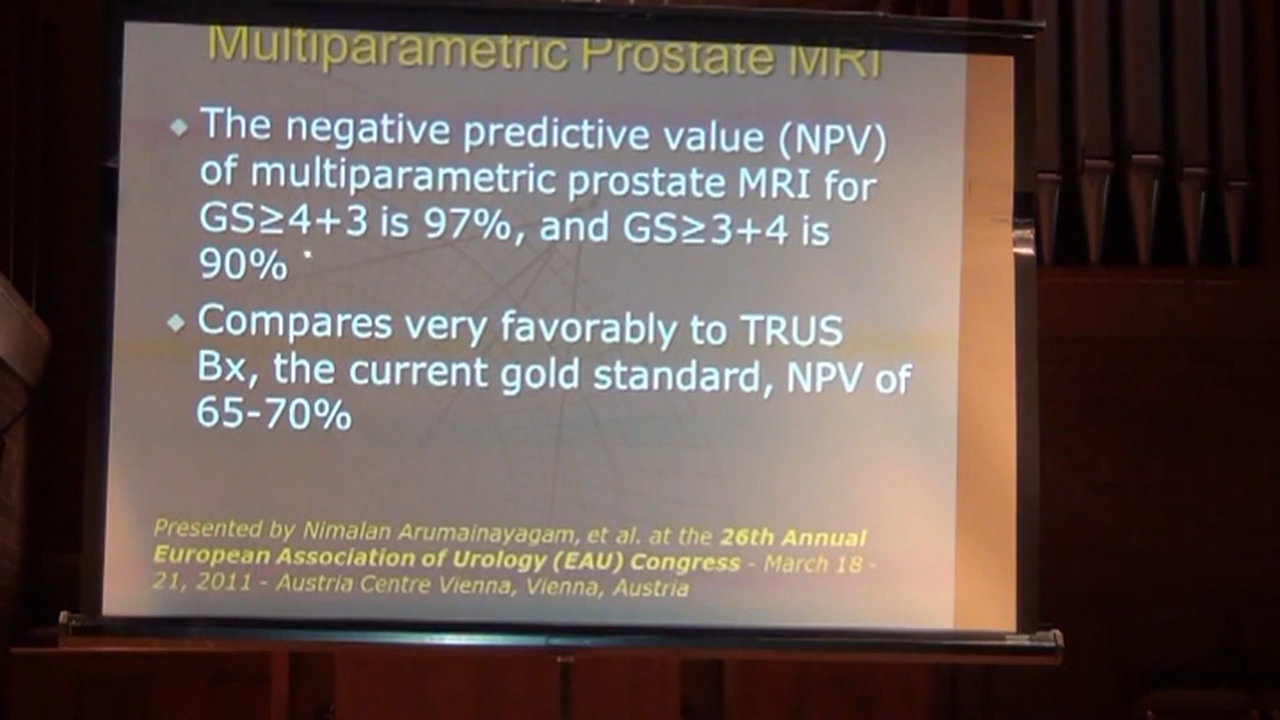 Multiparametric Prostate MRI
The negative predictive value (NPV)
of multiparametric prostate MRI for
GS≥4+3 is 97%, and GS≥3+4 is
90%
Compares very favorably to TRUS
Bx, the current gold standard, NPV of
65-70%
Presented by Nimalan Arumainayagam, et al. at the 26th Annual
European Association of Urology (EAU) Congress - March 18 -
21, 2011 - Austria Centre Vienna, Vienna, Austria